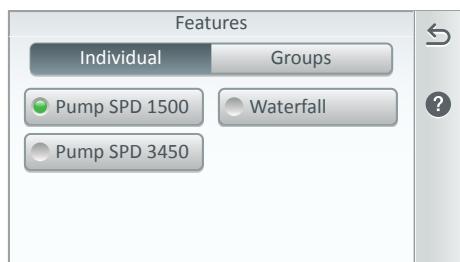 Features
Individual Groups
Pump SPD 1500 Waterfall
Pump SPD 3450
?